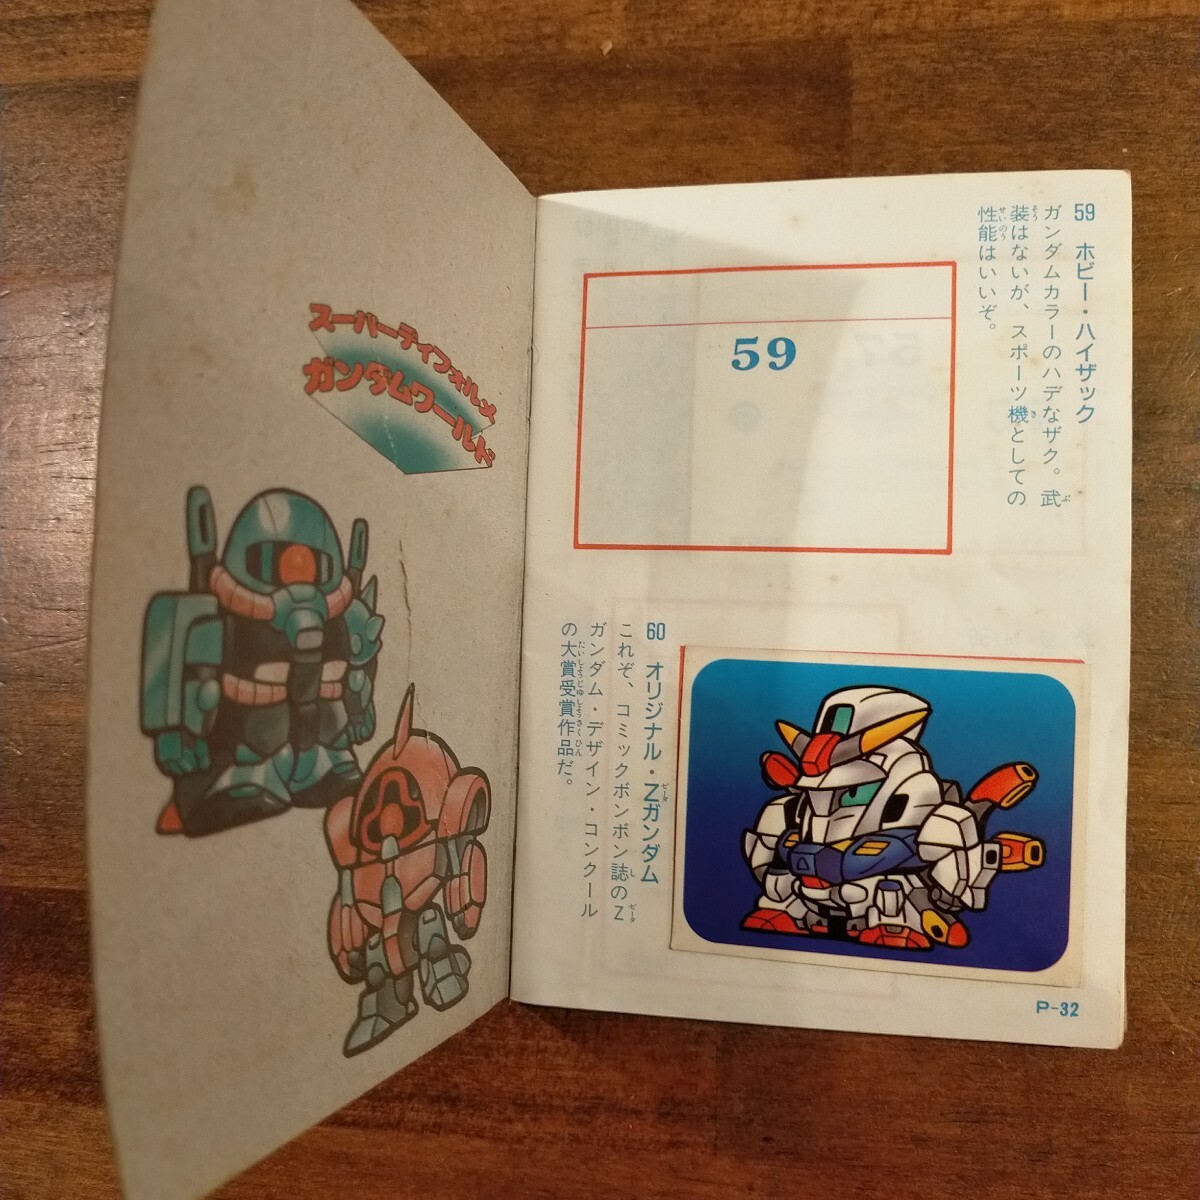 スーパーディフォルメ
ガンダムワールド
59 ホビー・ハイザック
ガンダムカラーのハデなザク。武
装はないが、スポーツ機としての
性能はいいぞ。
59
60 オリジナル・Ζガンダム
これぞ、コミックボンボン誌のΖ
ガンダム・デザイン・コンクール
の大賞受賞作品だ。
P-32